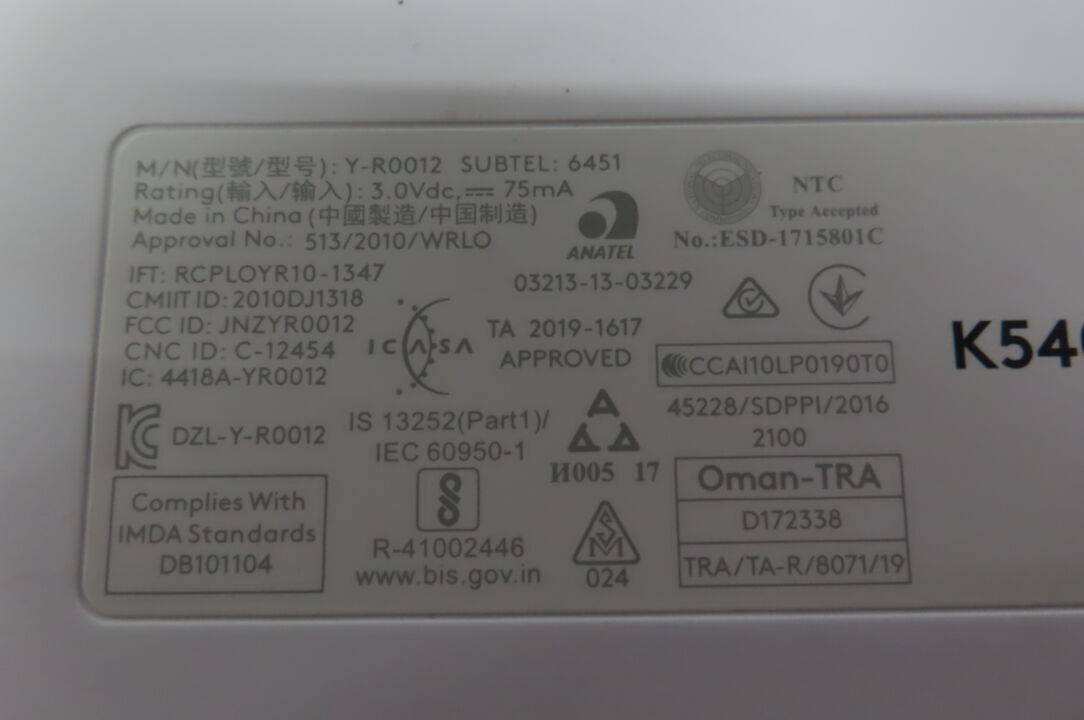 M/N(型號/型号): Y-R0012 SUBTEL: 6451
Rating(輸入/输入): 3.0Vdc, 75mA
Made in China (中國製造/中国制造)
Approval No.: 513/2010/WRLO
ANATEL
03213-13-03229
NTC
Type Accepted
No.:ESD-1715801C
IFT: RCPLOYR10-1347
CMIIT ID: 2010DJ1318
FCC ID: JNZYR0012
CNC ID: C-12454
IC: 4418A-YR0012
ICASA
TA 2019-1617
APPROVED
CCAI10LP0190T0
K540
45228/SDPPI/2016
2100
DZL-Y-R0012
IS 13252(Part1)/
IEC 60950-1
R-41002446
www.bis.gov.in
И005 17
024
Complies With
IMDA Standards
DB101104
Oman-TRA
D172338
TRA/TA-R/8071/19